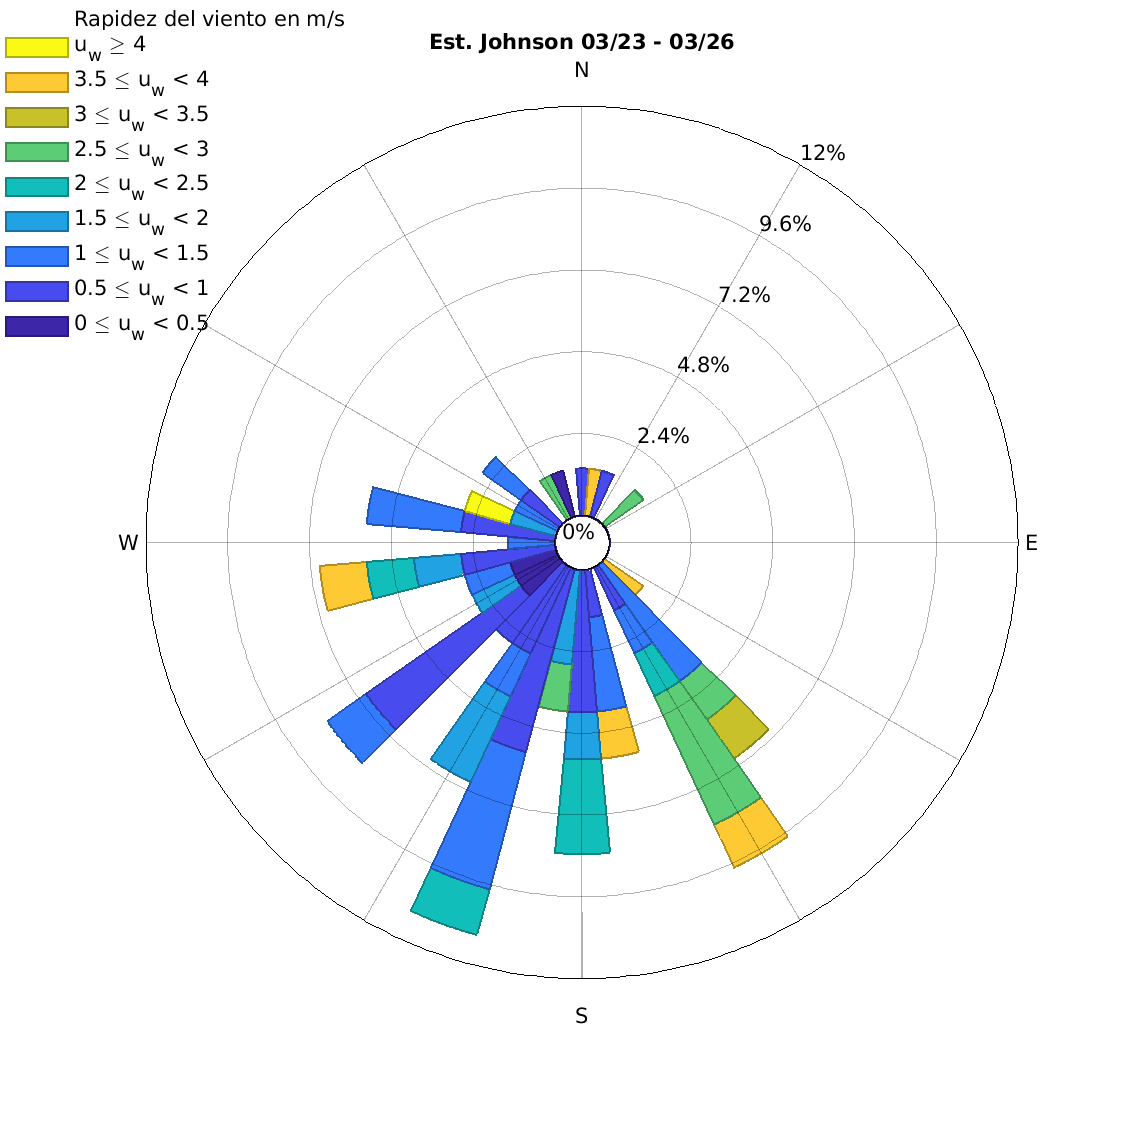 Rapidez del viento en m/s
u_w ≥ 4
3.5 ≤ u_w < 4
3 ≤ u_w < 3.5
2.5 ≤ u_w < 3
2 ≤ u_w < 2.5
1.5 ≤ u_w < 2
1 ≤ u_w < 1.5
0.5 ≤ u_w < 1
0 ≤ u_w < 0.5
Est. Johnson 03/23 - 03/26
N
12%
9.6%
7.2%
4.8%
2.4%
0%
W
E
S